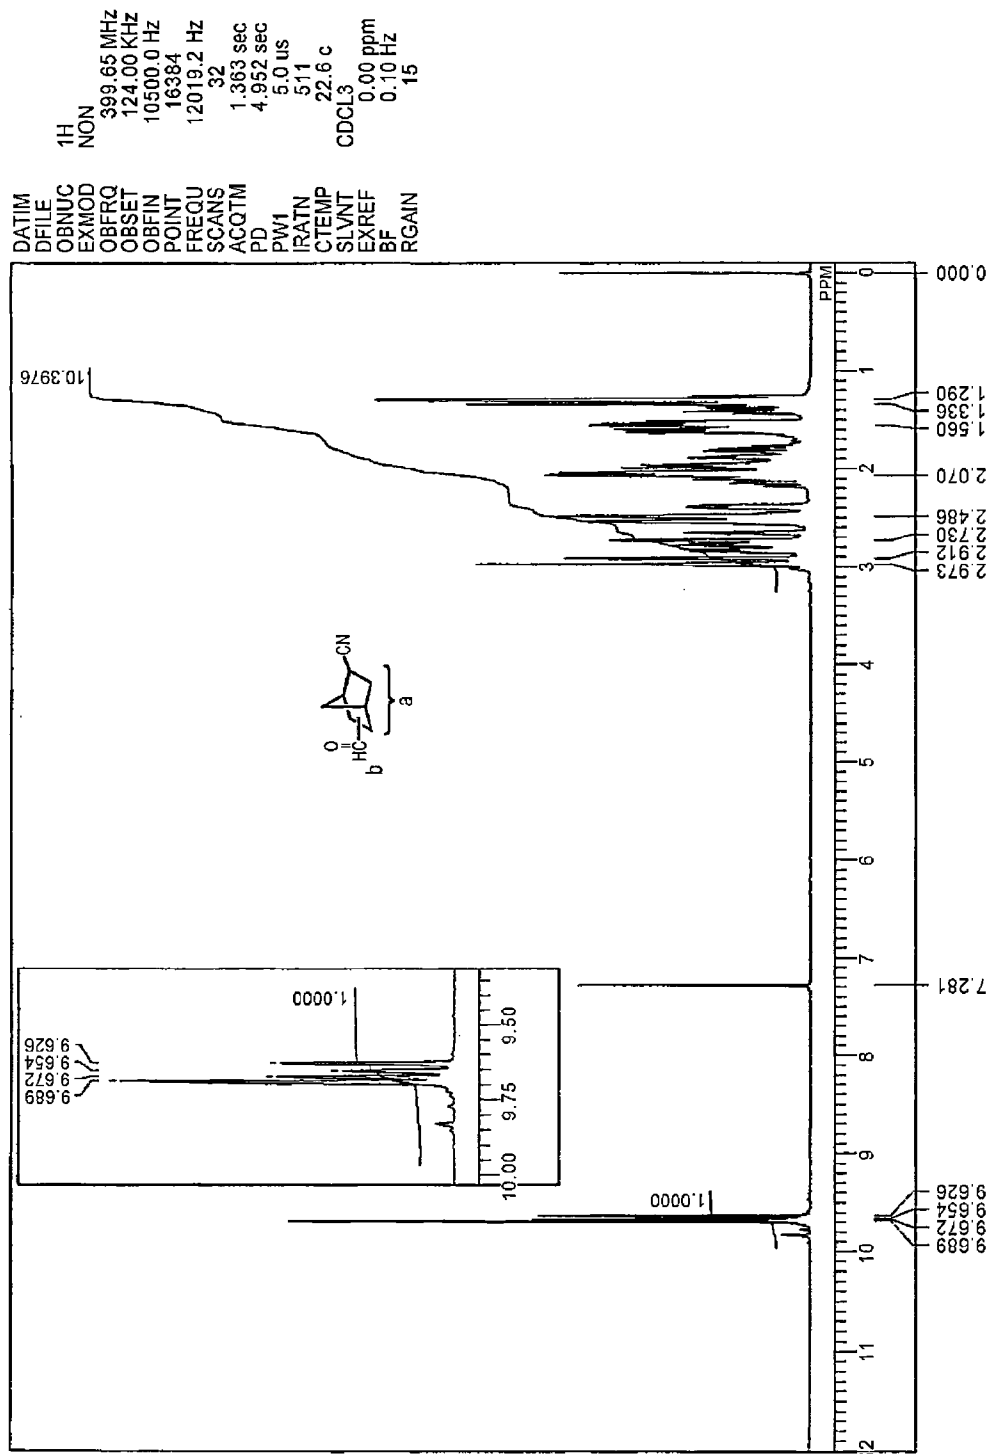 DATIM
DFILE
OBNUC 1H
EXMOD NON
OBFRQ 399.65 MHz
OBSET 124.00 KHz
OBFIN 10500.0 Hz
POINT 16384
FREQU 12019.2 Hz
SCANS 32
ACQTM 1.363 sec
PD 4.952 sec
PW1 5.0 us
IRATN 511
CTEMP 22.6 c
SLVNT CDCL3
EXREF 0.00 ppm
BF 0.10 Hz
RGAIN 15
10.3976
9.626
9.654
9.672
9.689
1.0000
10.00 9.75 9.50
O
HC
b
CN
a
1.0000
PPM
12 11 10 9 8 7 6 5 4 3 2 1 0
9.689
9.672
9.654
9.626
7.281
2.973
2.912
2.730
2.486
2.070
1.560
1.336
1.290
0.000